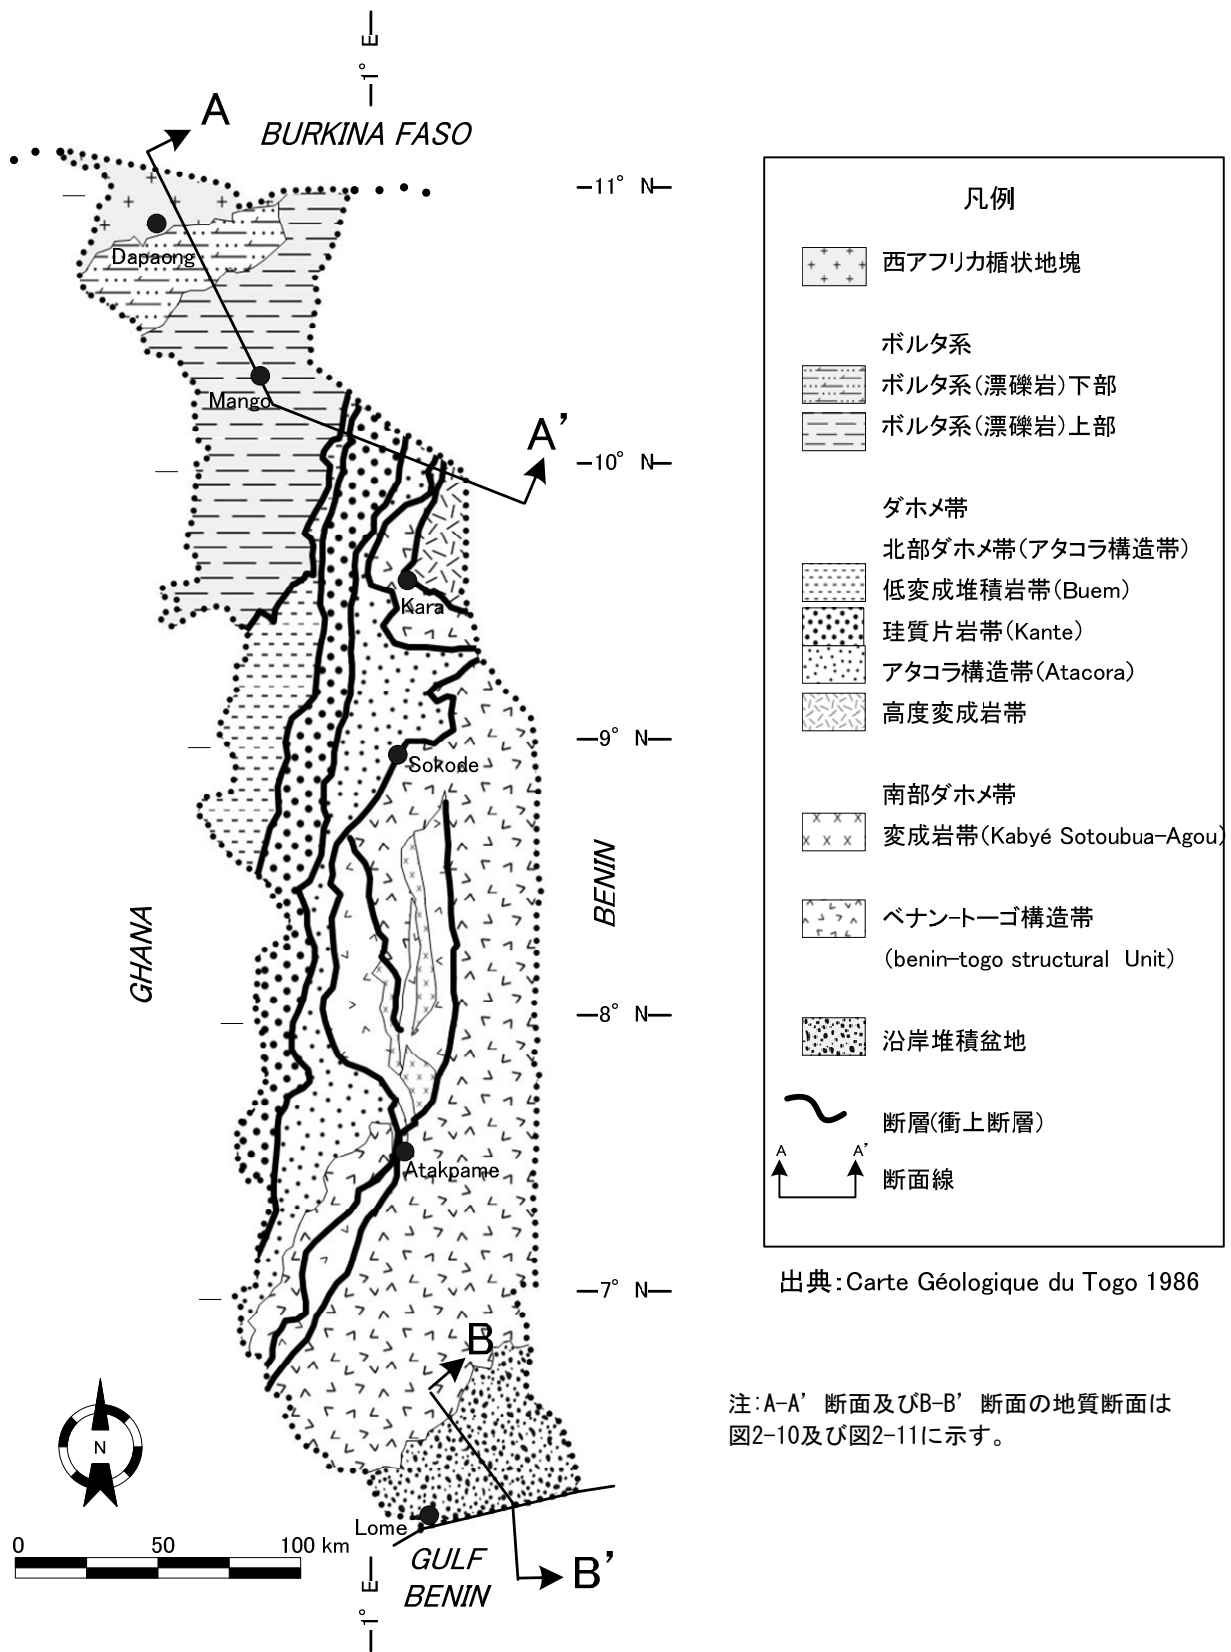 1° E
A
BURKINA FASO
11° N
Dapaong
Mango
A’
10° N
Kara
9° N
Sokode
BENIN
GHANA
8° N
Atakpame
7° N
B
N
Lome
0 50 100 km
GULF
BENIN
B’
1° E
凡例
西アフリカ楯状地塊
ボルタ系
ボルタ系(漂礫岩)下部
ボルタ系(漂礫岩)上部
ダホメ帯
北部ダホメ帯(アタコラ構造帯)
低変成堆積岩帯(Buem)
珪質片岩帯(Kante)
アタコラ構造帯(Atacora)
高度変成岩帯
南部ダホメ帯
変成岩帯(Kabyé Sotoubua-Agou)
ベナン-トーゴ構造帯
(benin-togo structural Unit)
沿岸堆積盆地
断層(衝上断層)
A A’
断面線
出典:Carte Géologique du Togo 1986
注:A-A’ 断面及びB-B’ 断面の地質断面は
図2-10及び図2-11に示す。